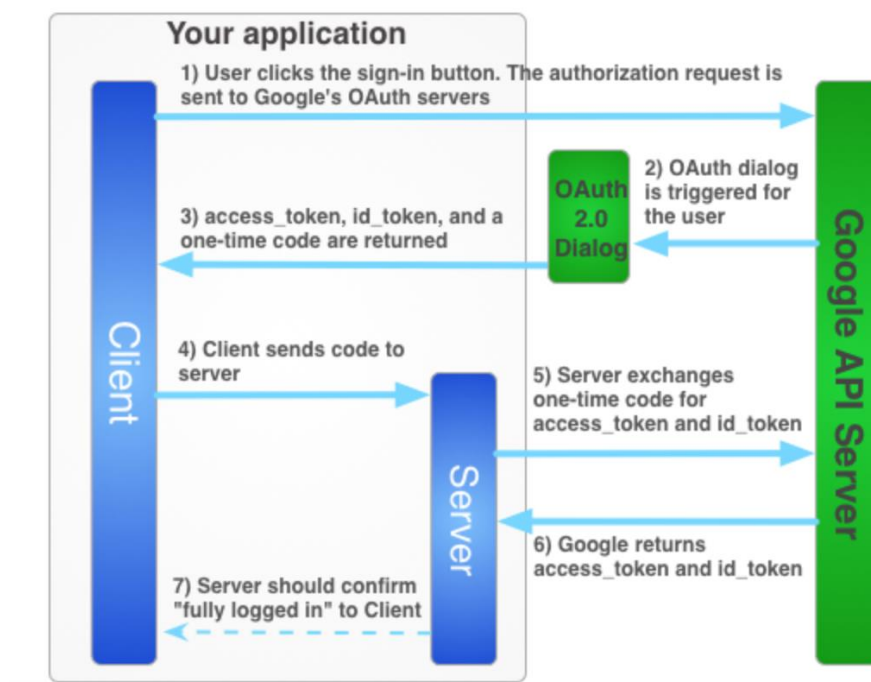 Your application
1) User clicks the sign-in button. The authorization request is
sent to Google's OAuth servers
OAuth
2.0
Dialog
2) OAuth dialog
is triggered for
the user
3) access_token, id_token, and a
one-time code are returned
Client
Google API Server
4) Client sends code to
server
Server
5) Server exchanges
one-time code for
access_token and id_token
6) Google returns
access_token and id_token
7) Server should confirm
"fully logged in" to Client